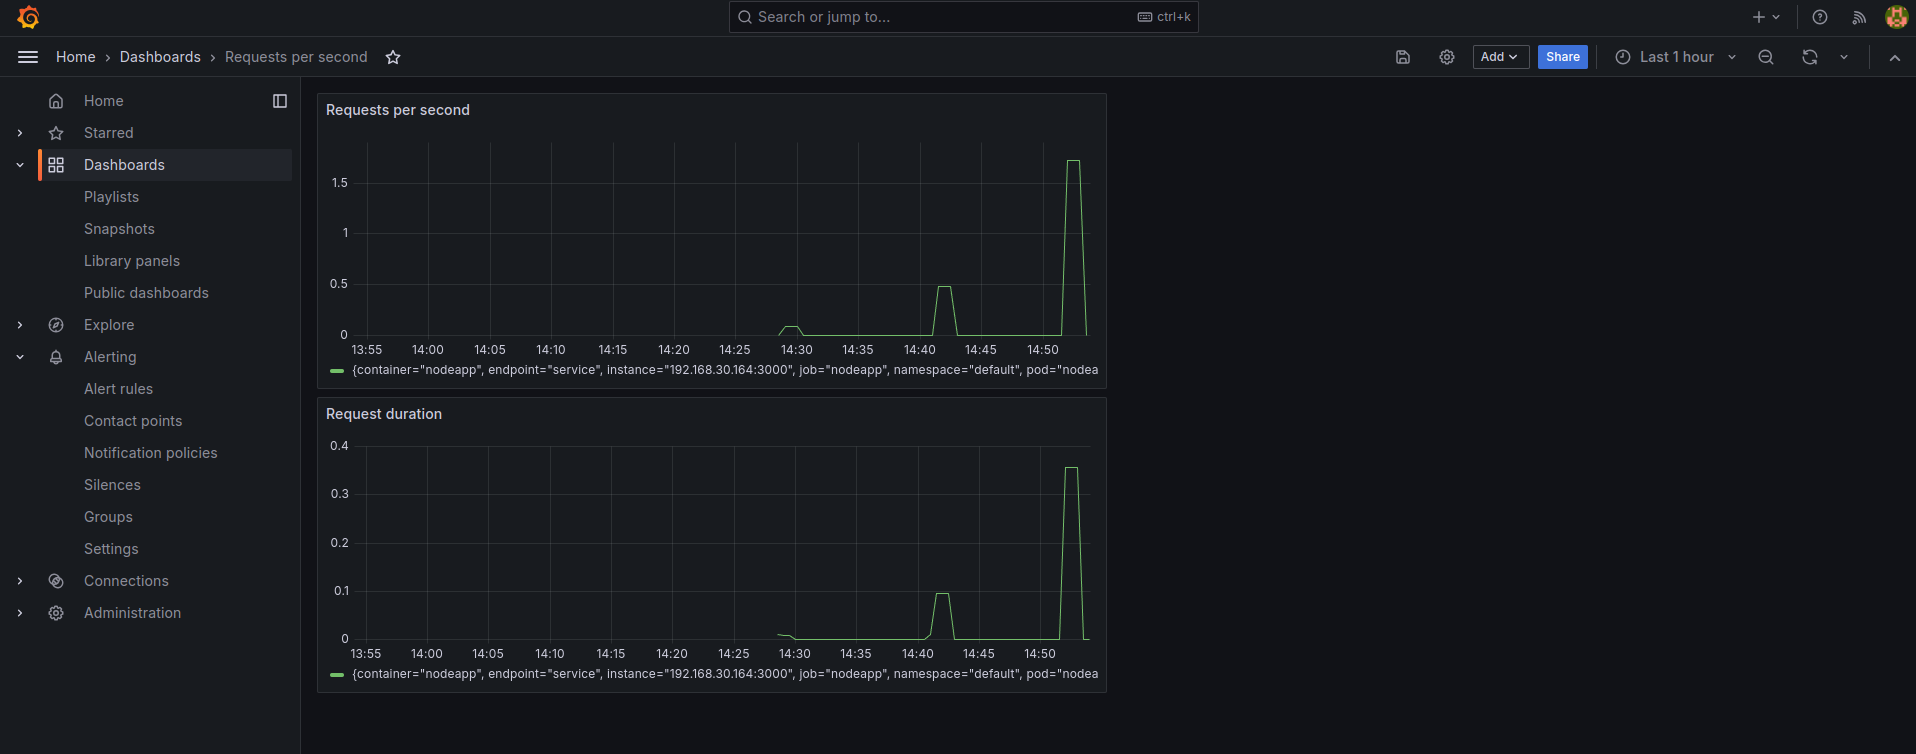 Search or jump to... ctrl+k
Home › Dashboards › Requests per second
Add
Share
Last 1 hour
Home
Starred
Dashboards
Playlists
Snapshots
Library panels
Public dashboards
Explore
Alerting
Alert rules
Contact points
Notification policies
Silences
Groups
Settings
Connections
Administration
Requests per second
1.5
1
0.5
0
13:55 14:00 14:05 14:10 14:15 14:20 14:25 14:30 14:35 14:40 14:45 14:50
{container="nodeapp", endpoint="service", instance="192.168.30.164:3000", job="nodeapp", namespace="default", pod="nodea
Request duration
0.4
0.3
0.2
0.1
0
13:55 14:00 14:05 14:10 14:15 14:20 14:25 14:30 14:35 14:40 14:45 14:50
{container="nodeapp", endpoint="service", instance="192.168.30.164:3000", job="nodeapp", namespace="default", pod="nodea